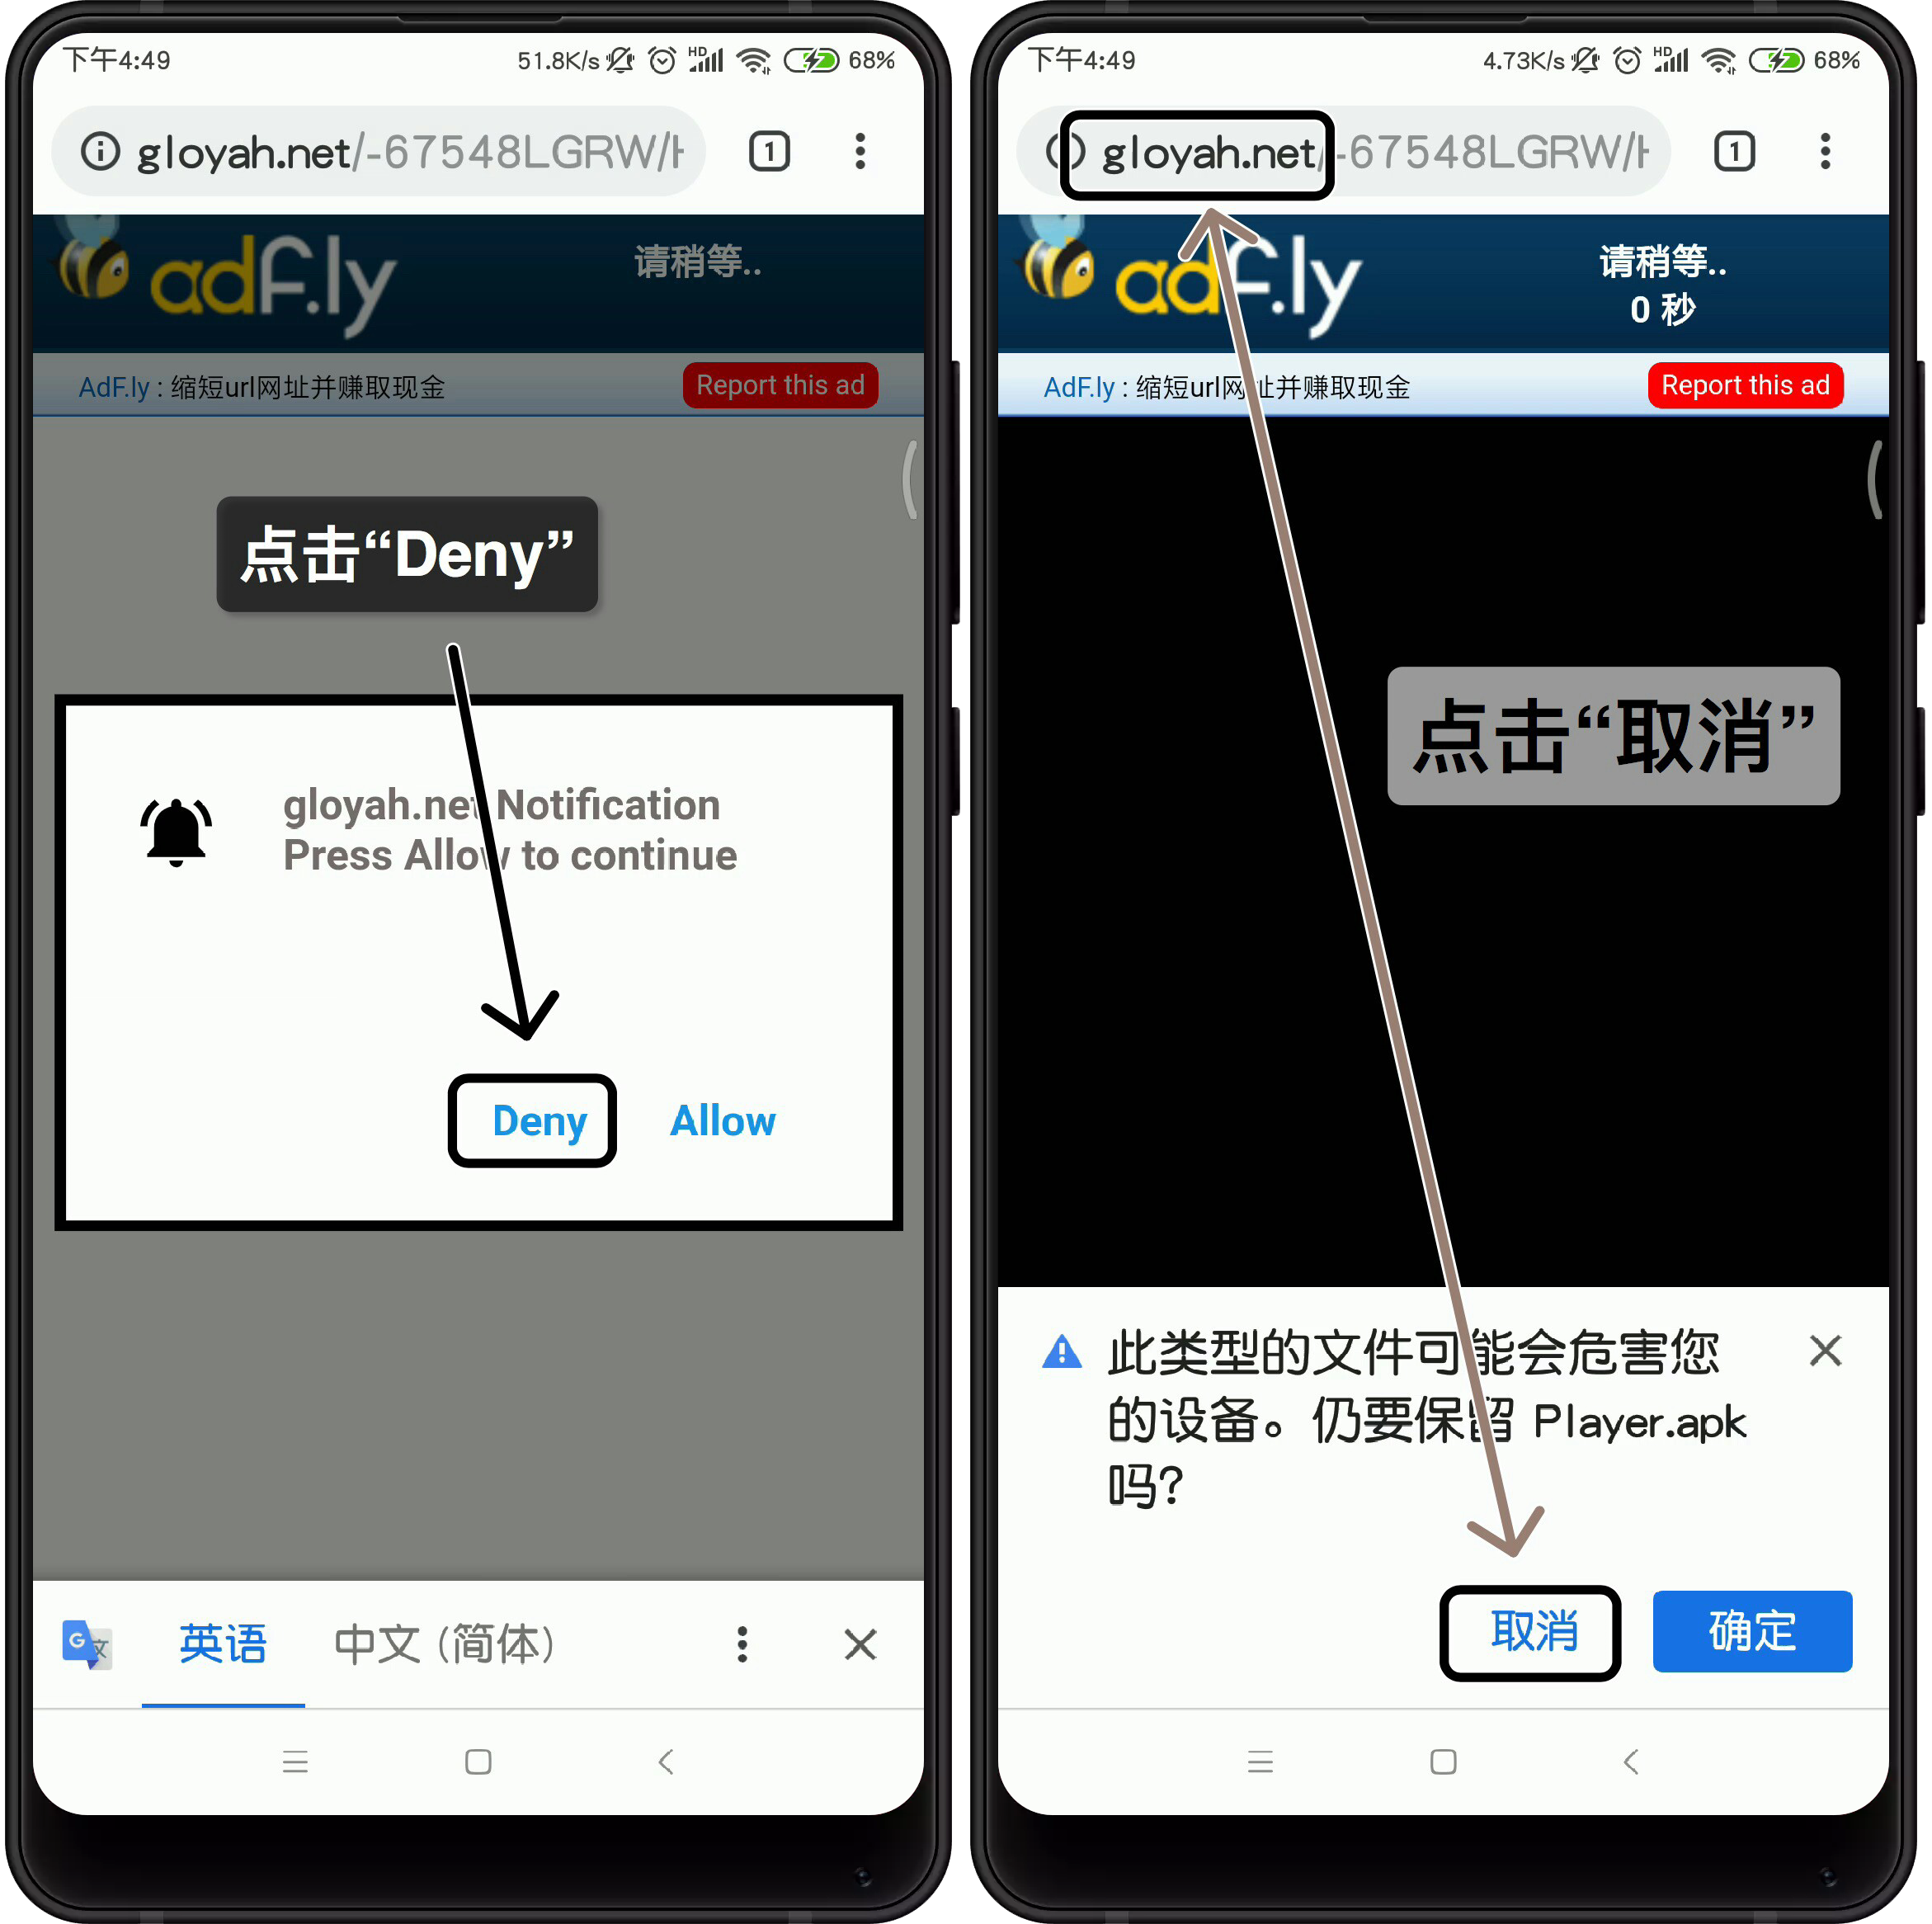 下午4:49
51.8K/s
HD
68%
gloyah.net/-67548LGRW/
1
adf.ly
请稍等..
AdF.ly : 缩短url网址并赚取现金
Report this ad
点击“Deny”
gloyah.net Notification
Press Allow to continue
Deny
Allow
G
文
英语
中文 (简体)
下午4:49
4.73K/s
HD
68%
gloyah.net/-67548LGRW/
1
adf.ly
请稍等..
0 秒
AdF.ly : 缩短url网址并赚取现金
Report this ad
点击“取消”
此类型的文件可能会危害您
的设备。仍要保留 Player.apk
吗?
取消
确定